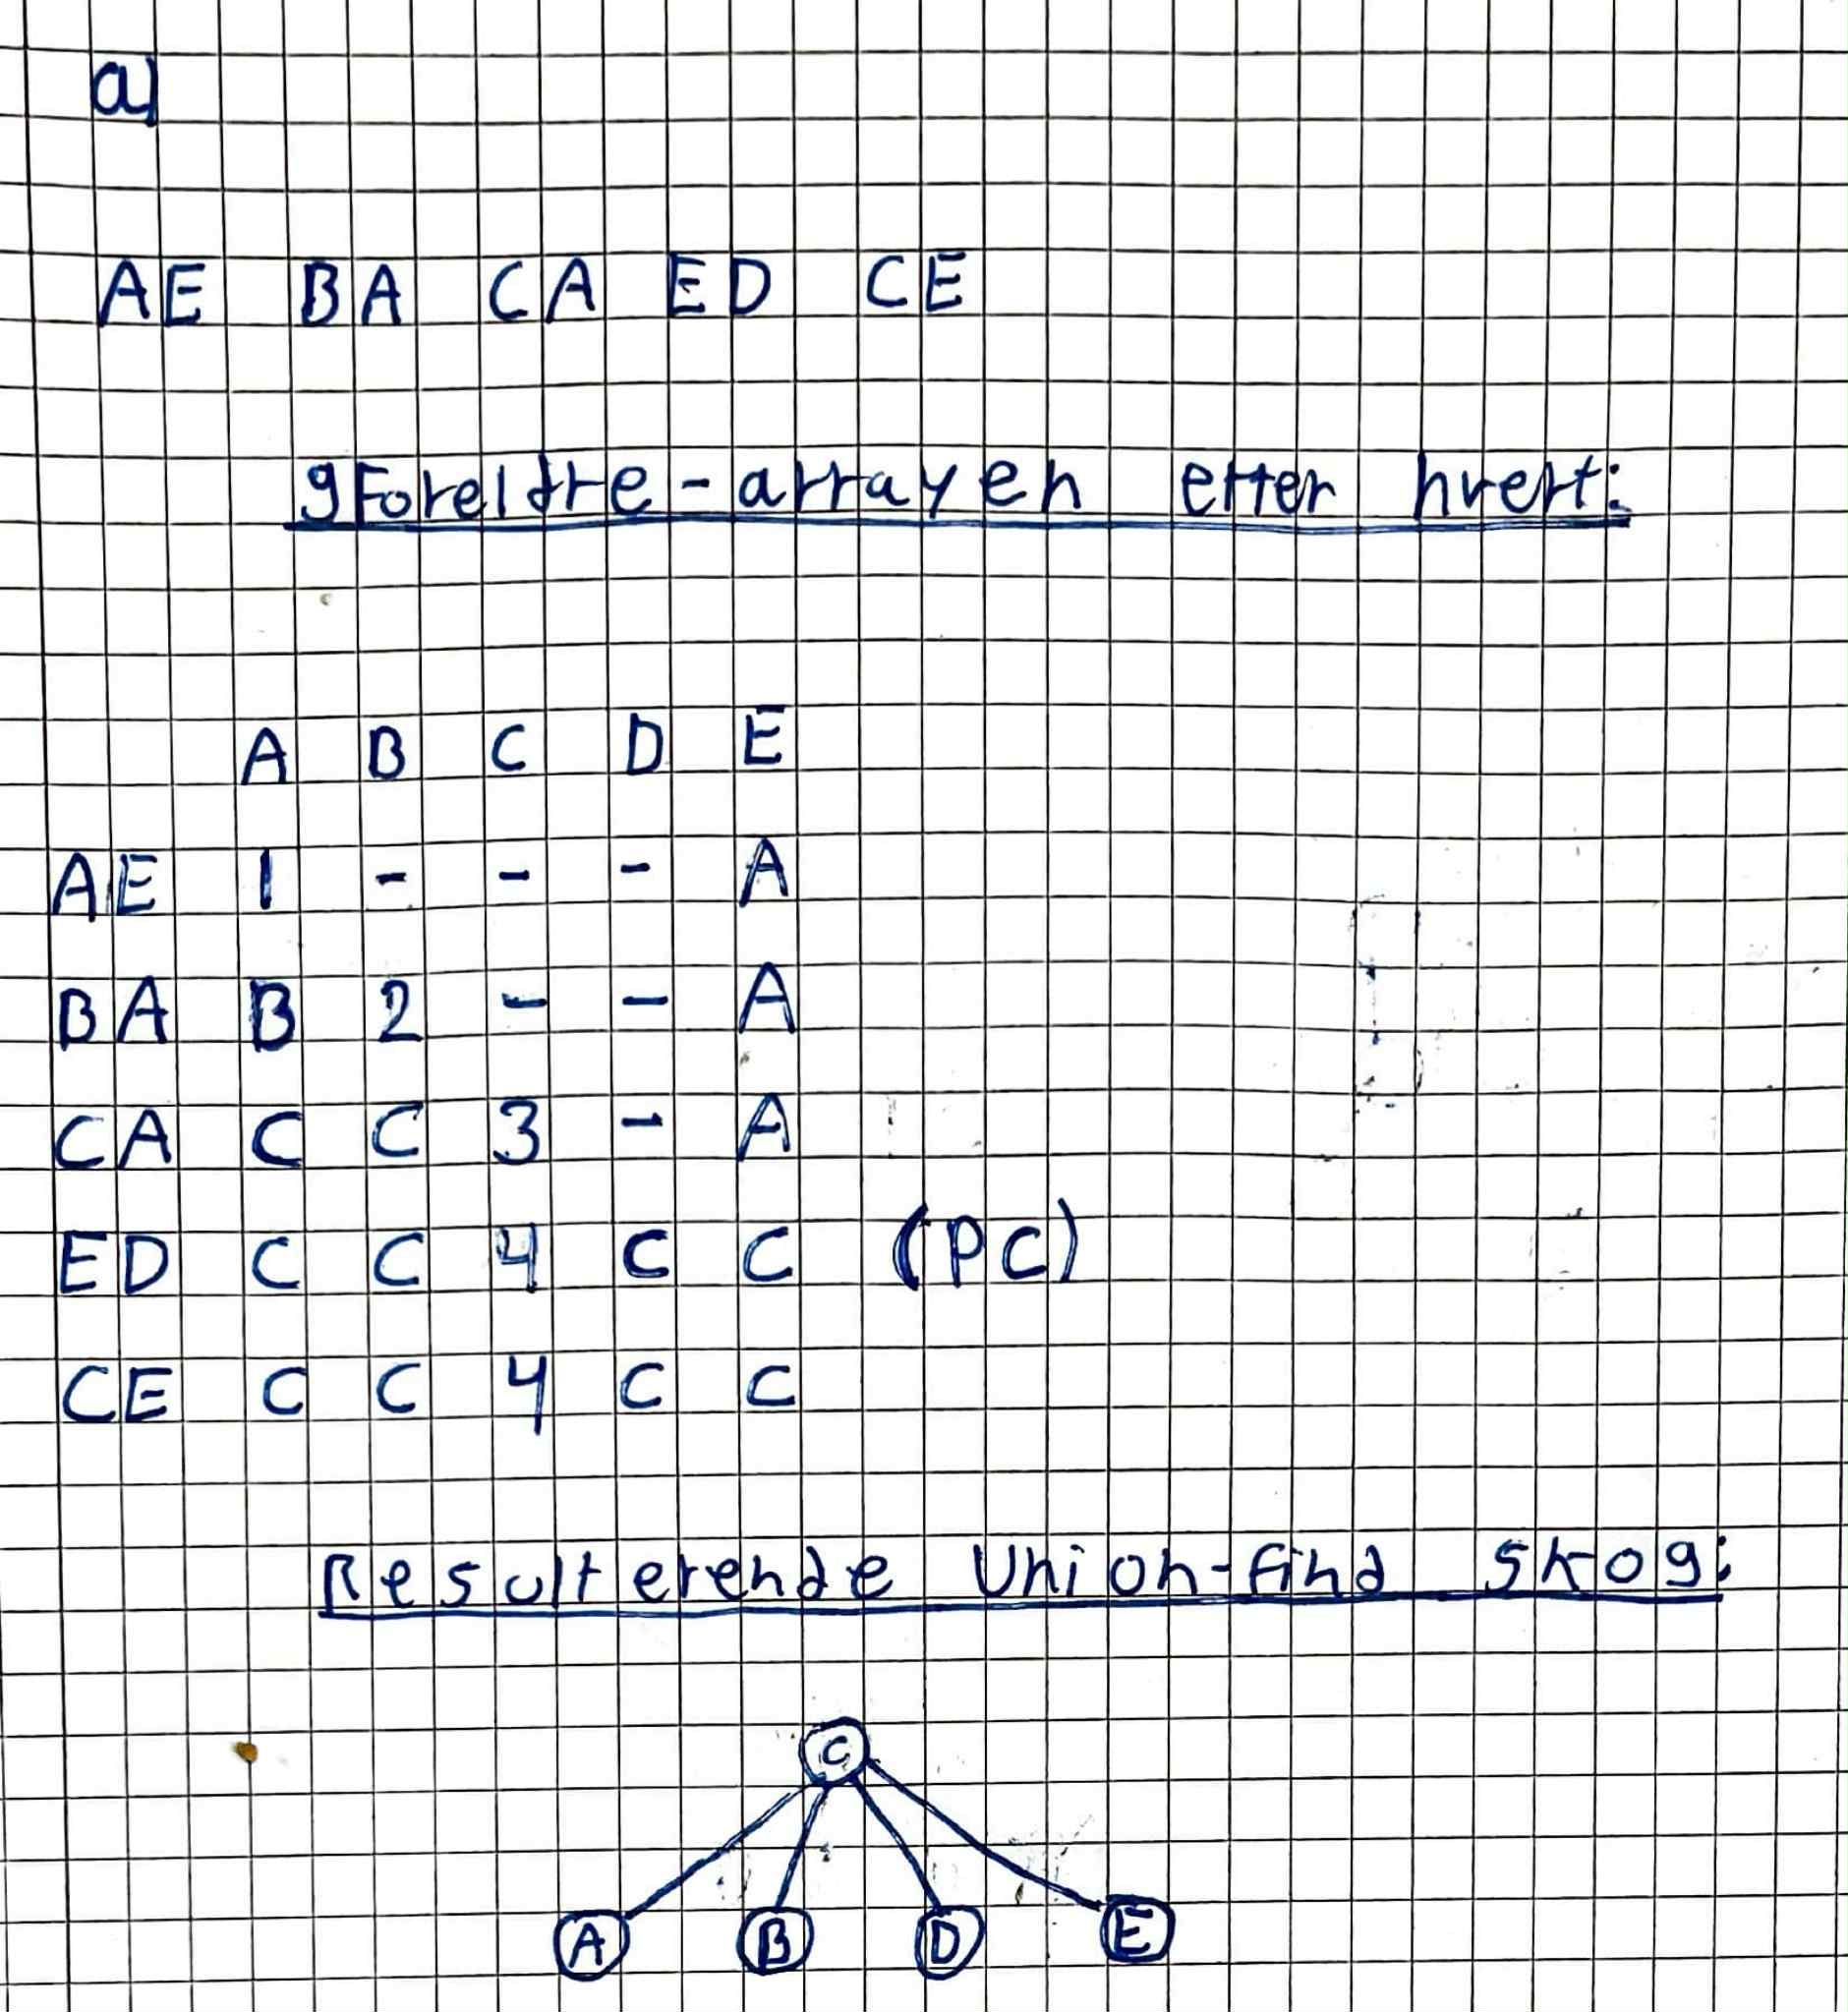 a)
AE BA CA ED CE
gForeldre-arrayen etter hvert:
A B C D E
AE 1 - - - A
BA B 2 - - A
CA C C 3 - A
ED C C 4 C C (PC)
CE C C 4 C C
Resulterende Union-find skog:
C
A B D E